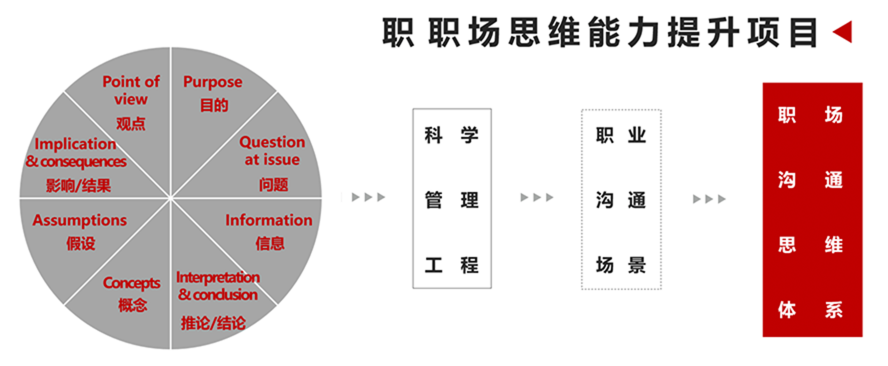 职 职场思维能力提升项目
Point of
view
观点
Purpose
目的
Question
at issue
问题
Information
信息
Interpretation
& conclusion
推论/结论
Concepts
概念
Assumptions
假设
Implication
& consequences
影响/结果
科 学
管 理
工 程
职 业
沟 通
场 景
职 场
沟 通
思 维
体 系